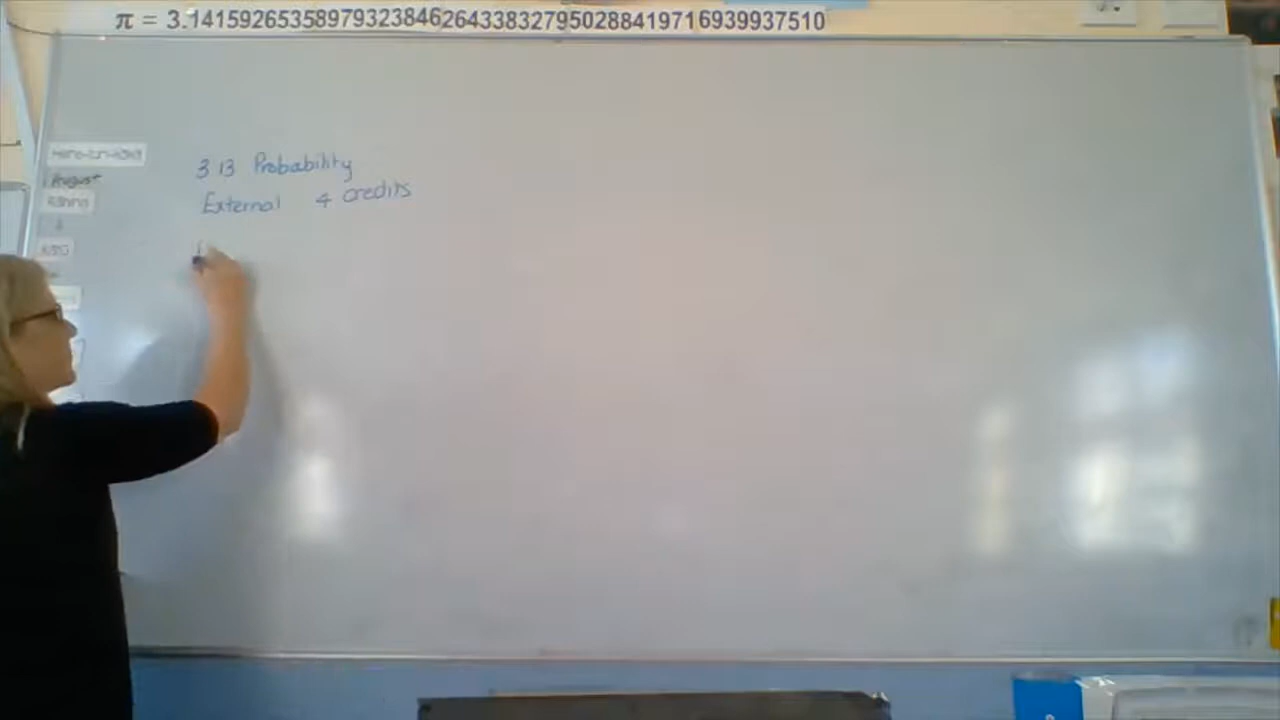 π = 3.14159265358979323846264338327950288419716939937510
3.13 Probability
External 4 credits
August